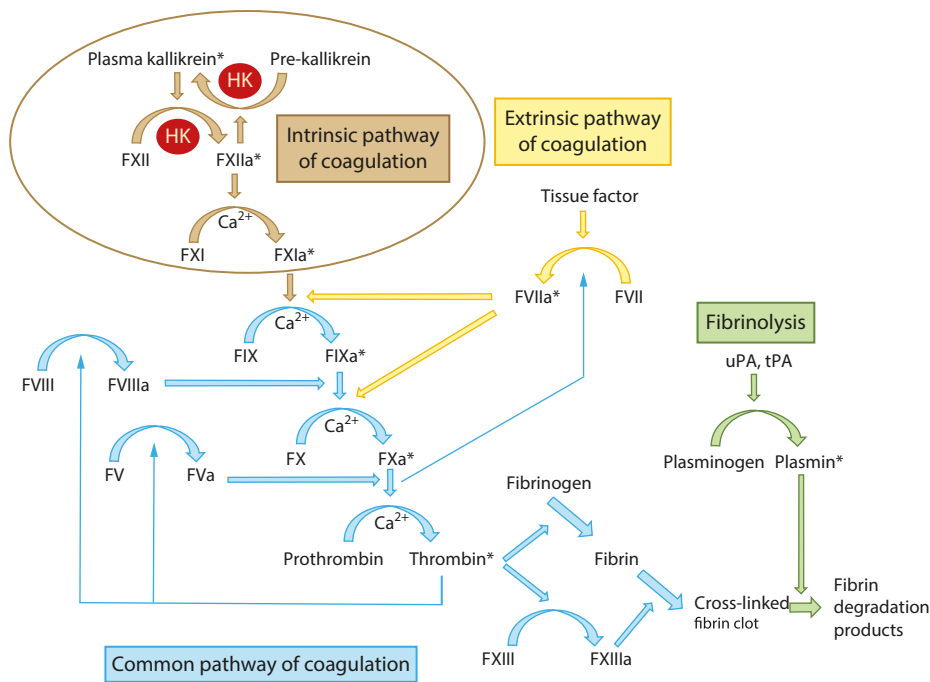 Plasma kallikrein*
Pre-kallikrein
HK
HK
FXII
FXIIa*
Intrinsic pathway
of coagulation
Extrinsic pathway
of coagulation
Ca²⁺
FXI
FXIa*
Tissue factor
FVIIa*
FVII
Ca²⁺
FIX
FIXa*
FVIII
FVIIIa
Fibrinolysis
uPA, tPA
Ca²⁺
FX
FXa*
FV
FVa
Plasminogen
Plasmin*
Fibrinogen
Ca²⁺
Prothrombin
Thrombin*
Fibrin
Cross-linked
fibrin clot
Fibrin
degradation
products
FXIII
FXIIIa
Common pathway of coagulation